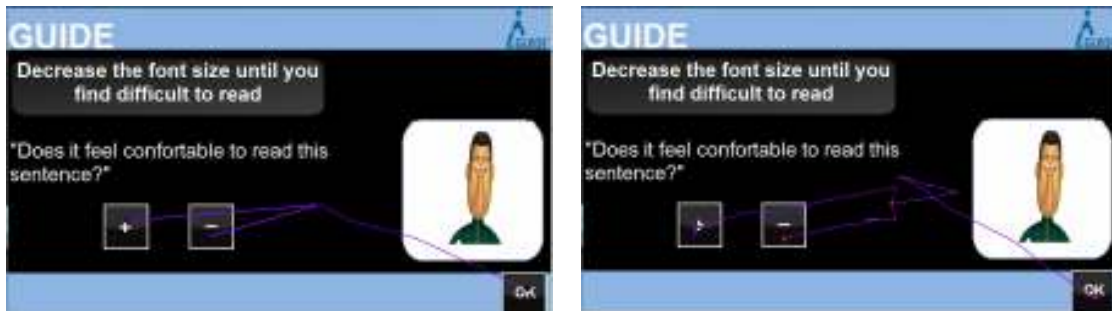 GUIDE
Decrease the font size until you
find difficult to read
"Does it feel confortable to read this
sentence?"
+
-
OK
GUIDE
Decrease the font size until you
find difficult to read
"Does it feel confortable to read this
sentence?"
+
-
OK